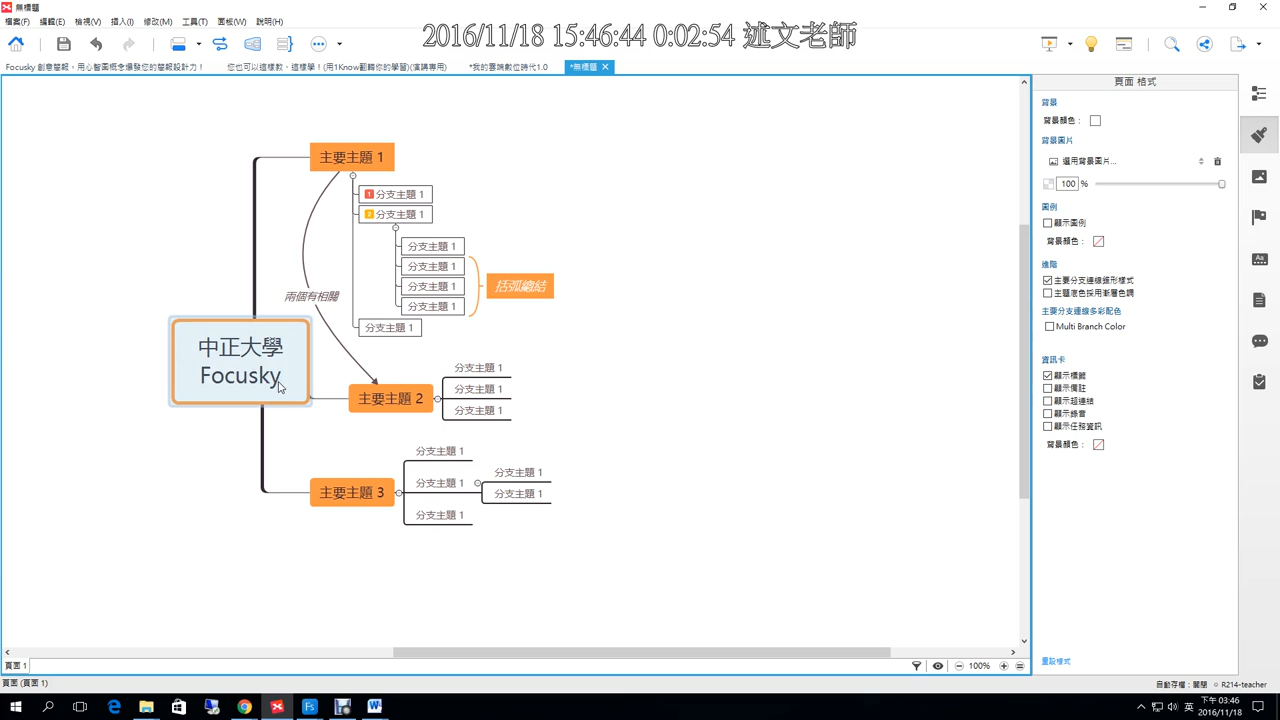 無標題
檔案(F) 編輯(E) 檢視(V) 插入(I) 修改(M) 工具(T) 面板(W) 說明(H)
2016/11/18 15:46:44 0:02:54 述文老師
Focusky 創意簡報，用心智圖概念爆發您的簡報設計力！ 您也可以這樣教、這樣學！(用1Know翻轉你的學習)(演講專用) *我的雲端數位時代1.0 *無標題
頁面 格式
背景
背景顏色：
背景圖片
選用背景圖片...
100 %
圖例
顯示圖例
背景顏色：
進階
主要分支連線錐形樣式
主題底色採用漸層色調
主要分支連線多彩配色
Multi Branch Color
資訊卡
顯示標籤
顯示備註
顯示超連結
顯示錄音
顯示任務資訊
背景顏色：
重設樣式
主要主題 1
1 分支主題 1
2 分支主題 1
分支主題 1
分支主題 1
分支主題 1
分支主題 1
括弧總結
兩個有相關
分支主題 1
中正大學
Focusky
主要主題 2
分支主題 1
分支主題 1
分支主題 1
主要主題 3
分支主題 1
分支主題 1
分支主題 1
分支主題 1
分支主題 1
頁面 1
100%
頁面 (頁面 1)
自動存檔：關閉 R214-teacher
英
下午 03:46
2016/11/18